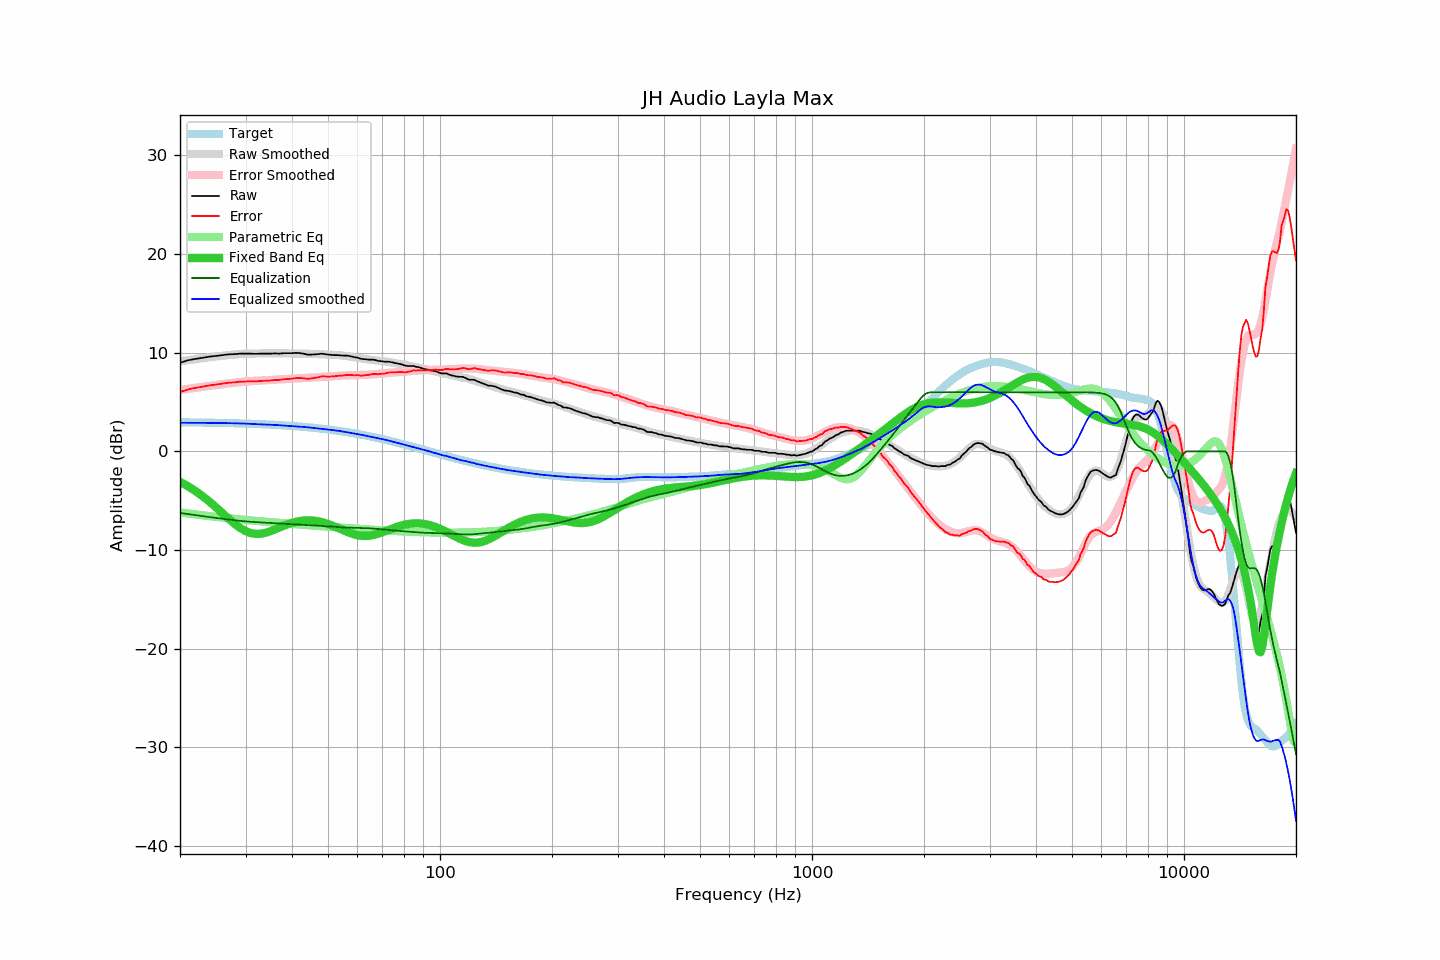 JH Audio Layla Max
Target
Raw Smoothed
Error Smoothed
Raw
Error
Parametric Eq
Fixed Band Eq
Equalization
Equalized smoothed
30
20
10
0
−10
−20
−30
−40
Amplitude (dBr)
100
1000
10000
Frequency (Hz)